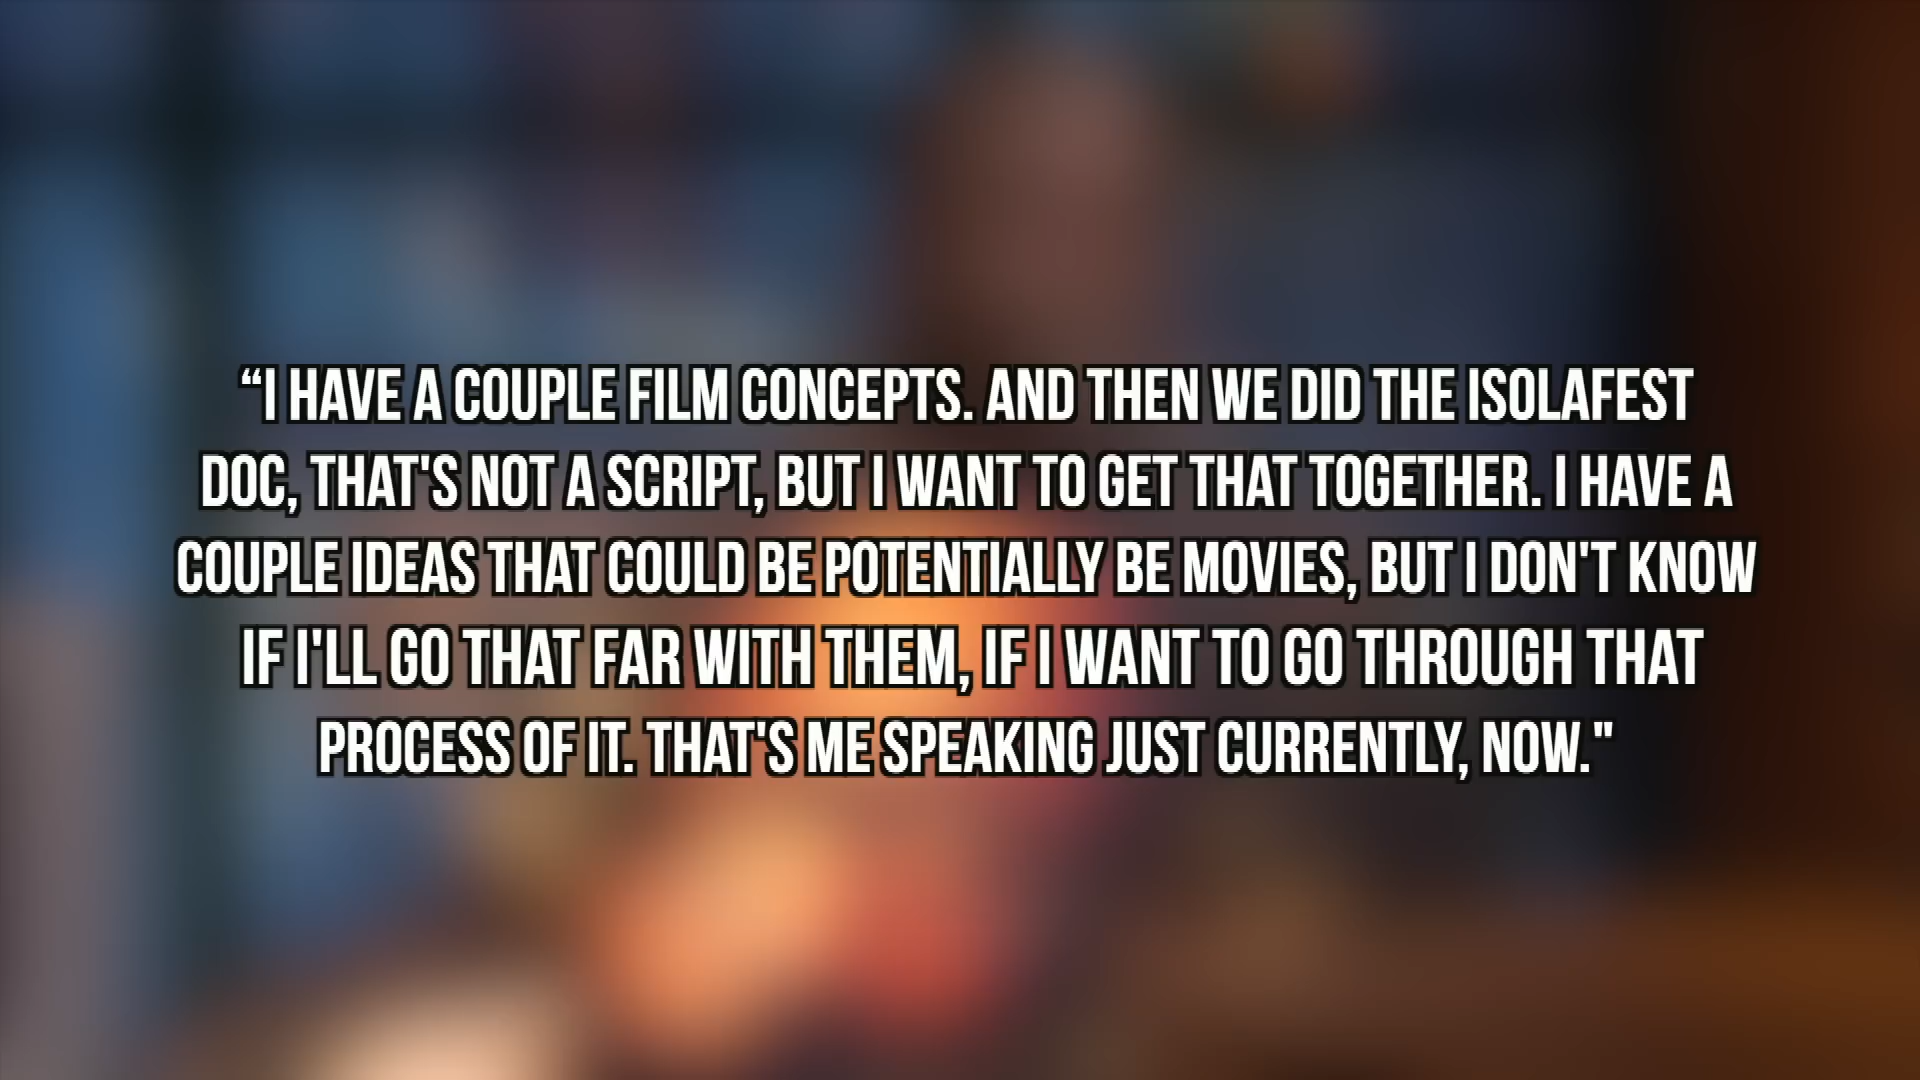 “I HAVE A COUPLE FILM CONCEPTS. AND THEN WE DID THE ISOLAFEST
DOC, THAT'S NOT A SCRIPT, BUT I WANT TO GET THAT TOGETHER. I HAVE A
COUPLE IDEAS THAT COULD BE POTENTIALLY BE MOVIES, BUT I DON'T KNOW
IF I'LL GO THAT FAR WITH THEM, IF I WANT TO GO THROUGH THAT
PROCESS OF IT. THAT'S ME SPEAKING JUST CURRENTLY, NOW."